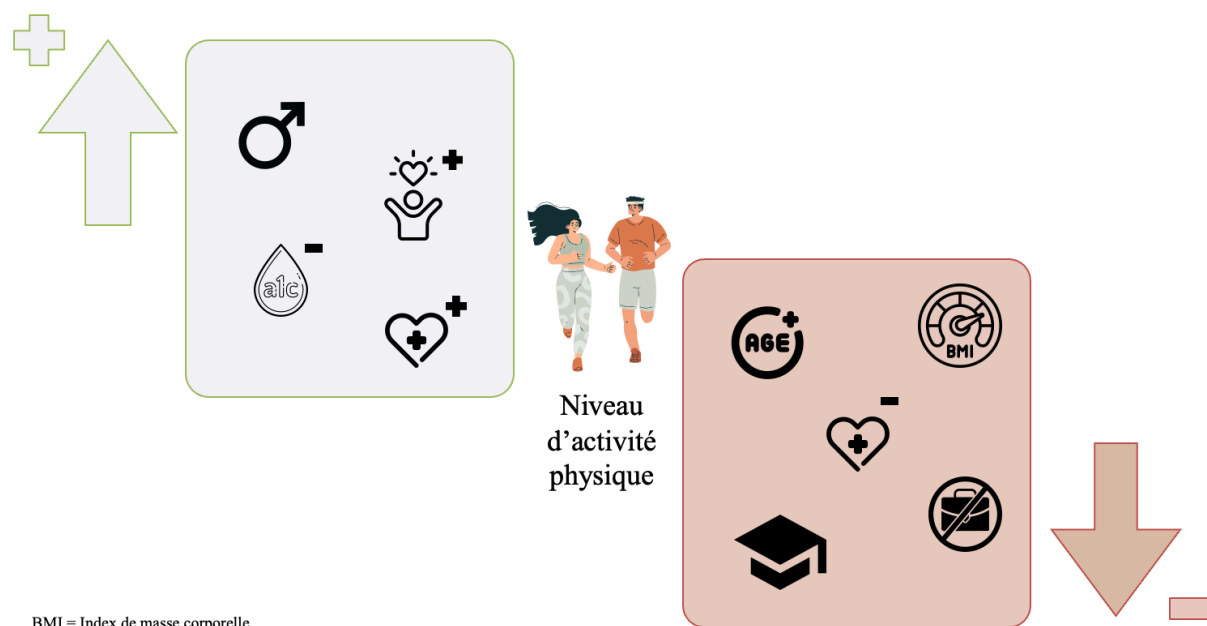 a1c
AGE
BMI
Niveau
d’activité
physique
BMI = Index de masse corporelle